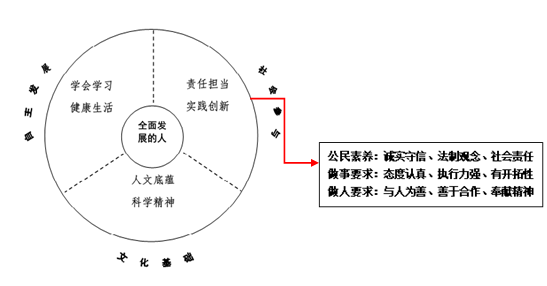 自主发展
社会参与
学会学习
健康生活
责任担当
实践创新
全面发
展的人
人文底蕴
科学精神
文化基础
公民素养：诚实守信、法制观念、社会责任
做事要求：态度认真、执行力强、有开拓性
做人要求：与人为善、善于合作、奉献精神